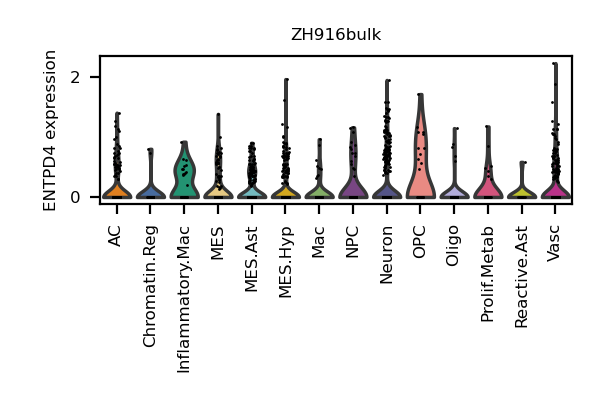 ZH916bulk
ENTPD4 expression
2
0
AC
Chromatin.Reg
Inflammatory.Mac
MES
MES.Ast
MES.Hyp
Mac
NPC
Neuron
OPC
Oligo
Prolif.Metab
Reactive.Ast
Vasc